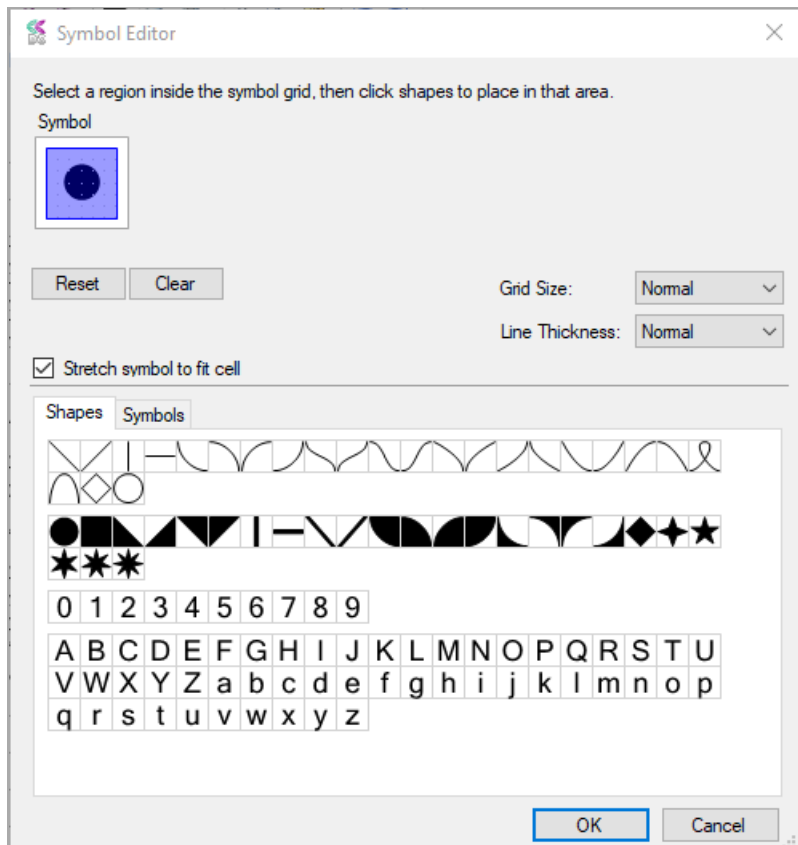 Symbol Editor
Select a region inside the symbol grid, then click shapes to place in that area.
Symbol
Reset Clear
Grid Size: Normal
Line Thickness: Normal
Stretch symbol to fit cell
Shapes Symbols
0 1 2 3 4 5 6 7 8 9
A B C D E F G H I J K L M N O P Q R S T U
V W X Y Z a b c d e f g h i j k l m n o p
q r s t u v w x y z
OK Cancel